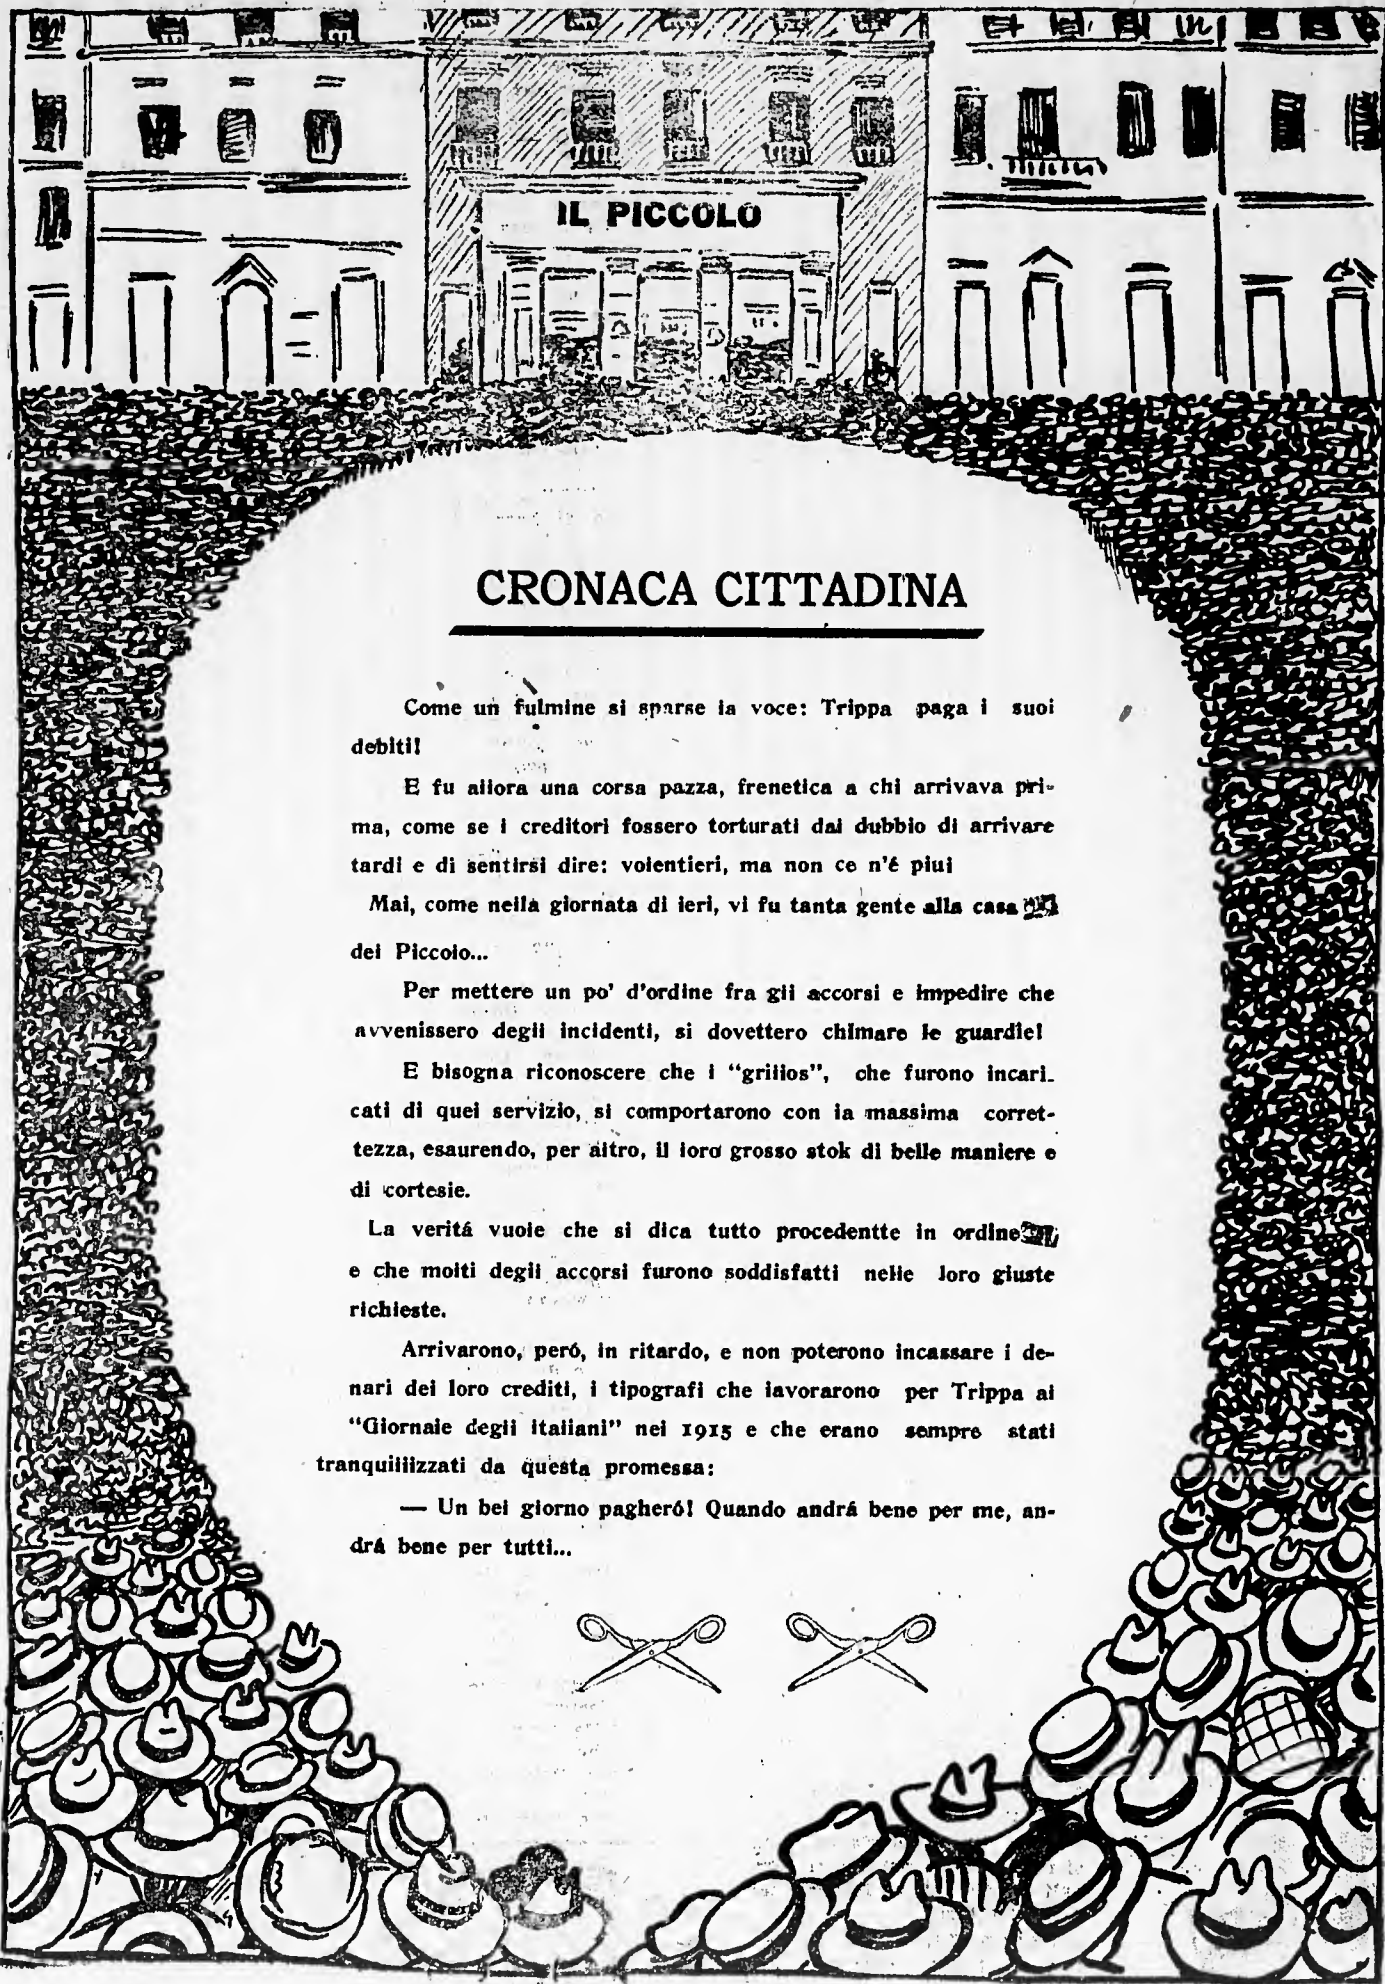 IL PICCOLO
CRONACA CITTADINA
Come un fulmine si sparse la voce: Trippa paga i suoi
debiti!
E fu allora una corsa pazza, frenetica a chi arrivava pri-
ma, come se i creditori fossero torturati dal dubbio di arrivare
tardi e di sentirsi dire: volentieri, ma non ce n'é piui
Mai, come nella giornata di ieri, vi fu tanta gente alla casa
del Piccolo...
Per mettere un po' d'ordine fra gli accorsi e impedire che
avvenissero degli incidenti, si dovettero chimare le guardie!
E bisogna riconoscere che i "grillos", che furono incari-
cati di quel servizio, si comportarono con la massima corret-
tezza, esaurendo, per altro, il loro grosso stok di belle maniere e
di cortesie.
La veritá vuole che si dica tutto procedentte in ordine
e che molti degli accorsi furono soddisfatti nelle loro giuste
richieste.
Arrivarono, peró, in ritardo, e non poterono incassare i de-
nari dei loro crediti, i tipografi che lavorarono per Trippa al
"Giornale degli italiani" nel 1915 e che erano sempre stati
tranquillilzzati da questa promessa:
— Un bel giorno pagheró! Quando andrá bene per me, an-
drá bene per tutti...